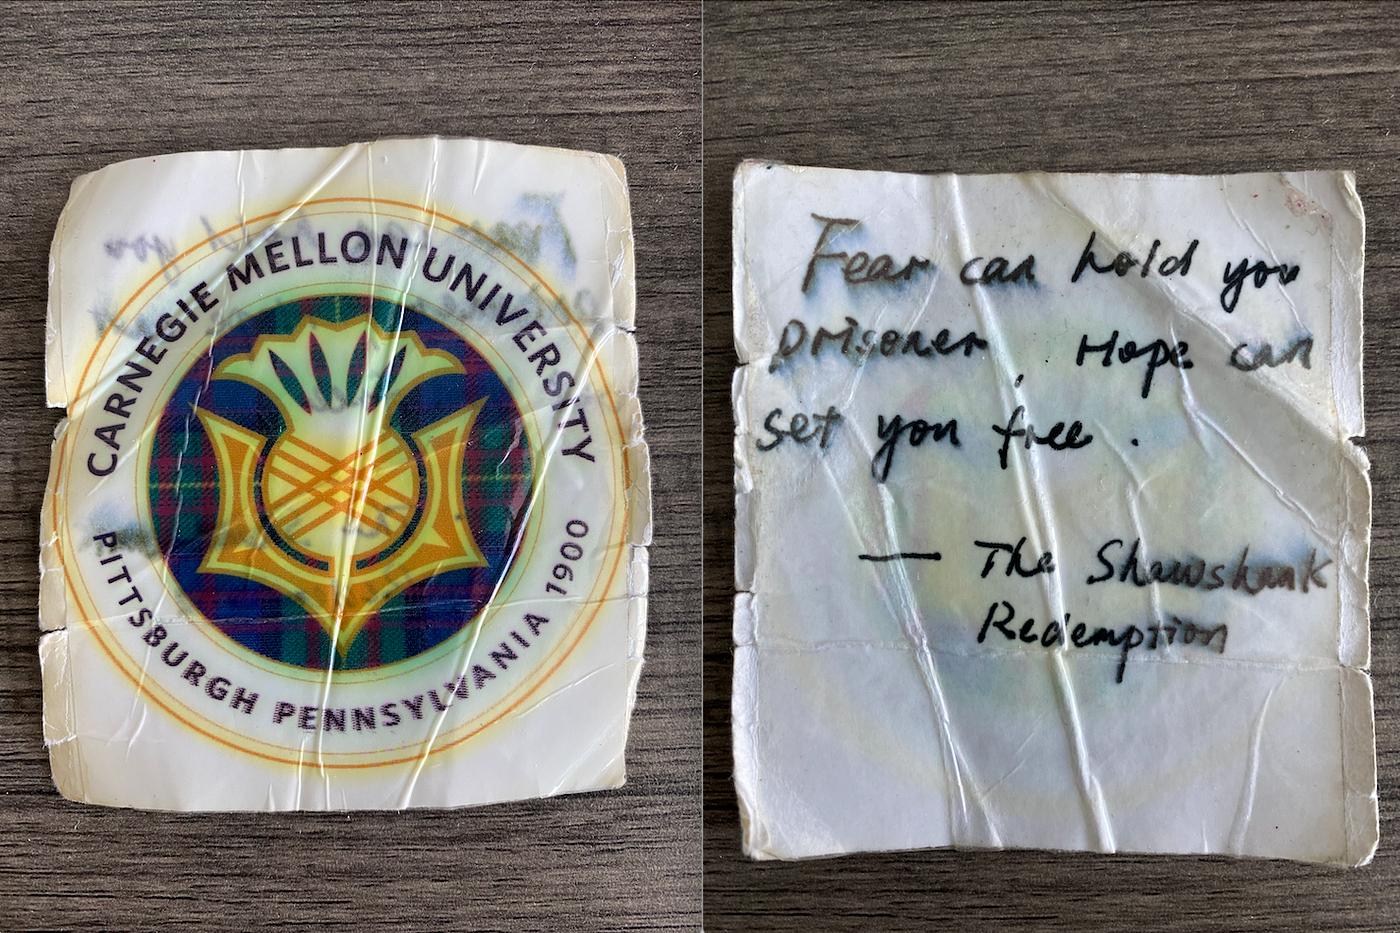 CARNEGIE MELLON UNIVERSITY
PITTSBURGH PENNSYLVANIA 1900
Fear can hold you
prisoner Hope can
set you free .
— The Shawshank
Redemption